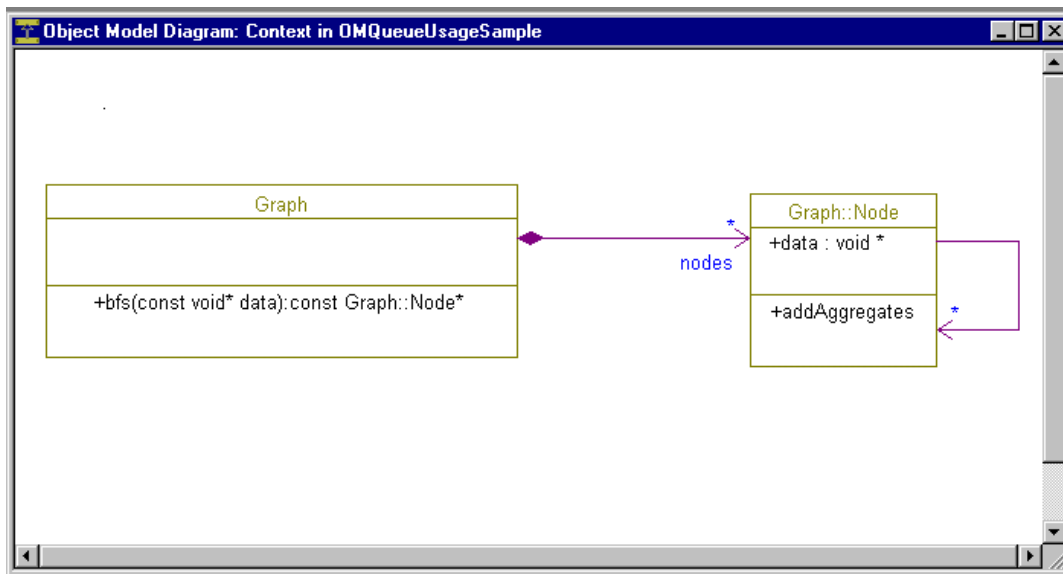 Object Model Diagram: Context in OMQueueUsageSample
Graph
+bfs(const void* data):const Graph::Node*
*
nodes
Graph::Node
+data : void *
+addAggregates
*